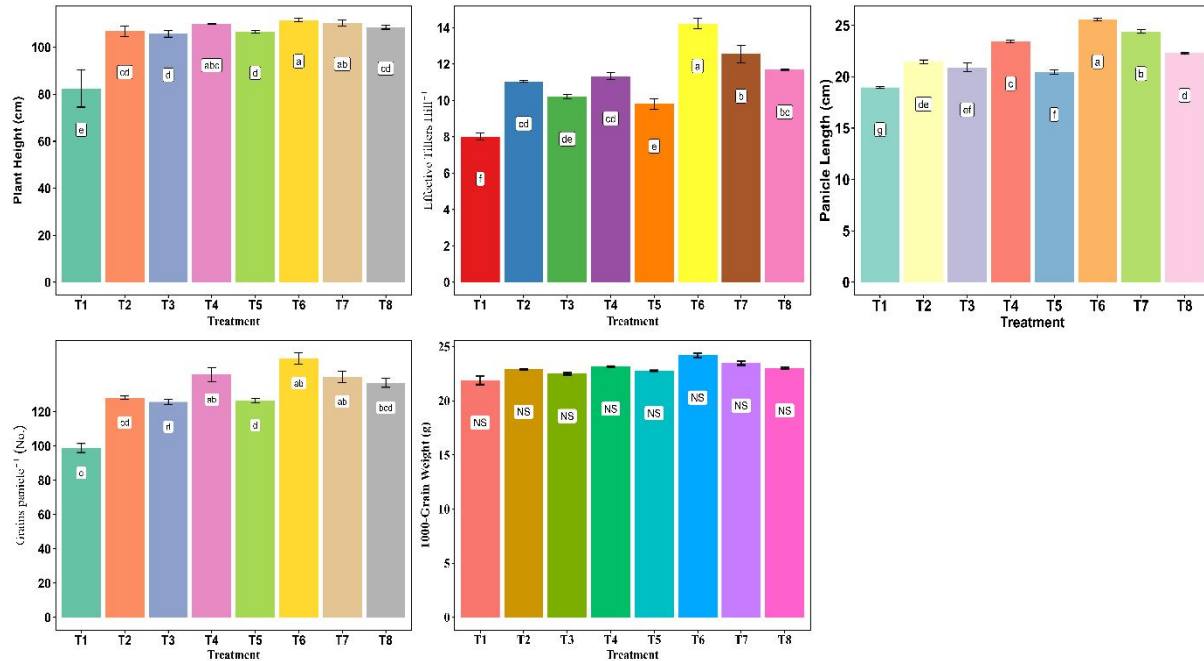 Plant Height (cm)
100
80
60
40
20
0
e
cd
d
abc
d
a
ab
cd
T1 T2 T3 T4 T5 T6 T7 T8
Treatment
Effective Tillers Hill⁻¹
14
12
10
8
6
4
2
0
f
cd
de
cd
e
a
b
bc
T1 T2 T3 T4 T5 T6 T7 T8
Treatment
Panicle Length (cm)
25
20
15
10
5
0
g
de
ef
c
f
a
b
d
T1 T2 T3 T4 T5 T6 T7 T8
Treatment
Grains panicle⁻¹ (No.)
120
100
80
60
40
20
0
cd
d
ab
d
ab
ab
bcd
T1 T2 T3 T4 T5 T6 T7 T8
Treatment
1000-Grain Weight (g)
25
20
15
10
5
0
NS
NS
NS
NS
NS
NS
NS
NS
T1 T2 T3 T4 T5 T6 T7 T8
Treatment